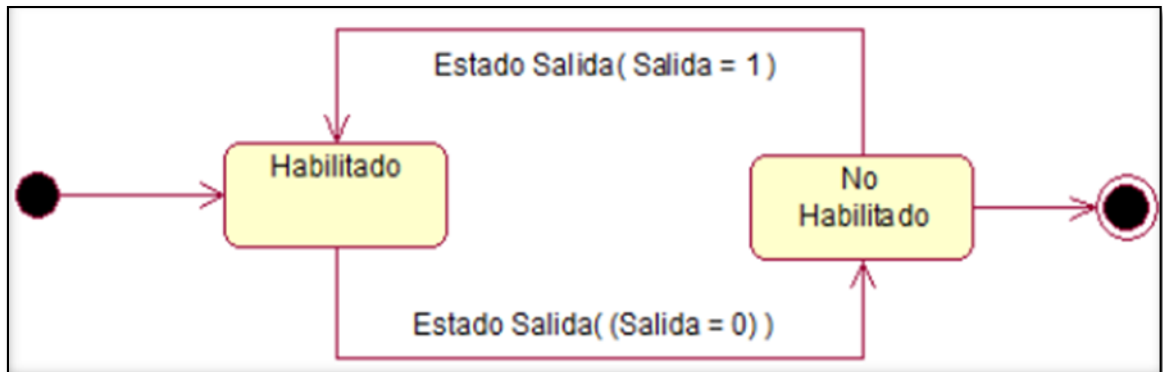 Estado Salida( Salida = 1 )
Habilitado
No
Habilitado
Estado Salida( (Salida = 0) )